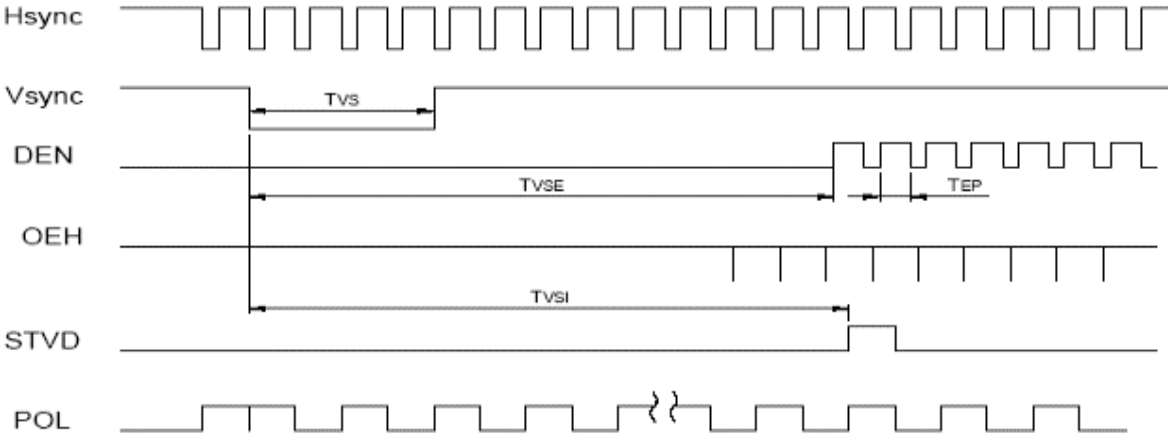 Hsync
Vsync
TVS
DEN
TVSE
TEP
OEH
TVSI
STVD
POL